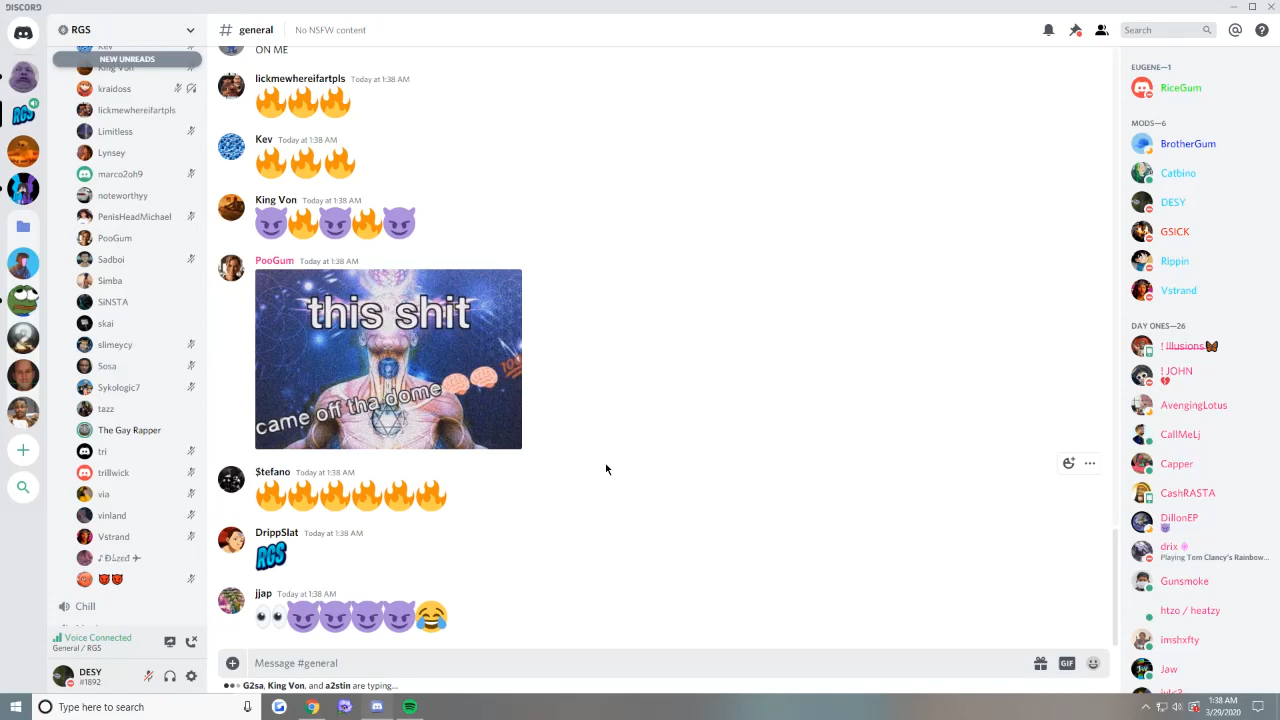 DISCORD
RGS
# general
No NSFW content
Search
Kev
NEW UNREADS
King Von
kraidoss
lickmewhereifartpls
Limitless
Lynsey
marco2oh9
noteworthyy
PenisHeadMichael
PooGum
Sadboi
Simba
SiNSTA
skai
slimeycy
Sosa
Sykologic7
tazz
The Gay Rapper
tri
trillwick
via
vinland
Vstrand
Chill
Voice Connected
General / RGS
DESY
#1892
ON ME
lickmewhereifartpls Today at 1:38 AM
🔥🔥🔥
Kev Today at 1:38 AM
🔥🔥🔥
King Von Today at 1:38 AM
😈🔥😈🔥😈
PooGum Today at 1:38 AM
this shit
came off tha dome
$tefano Today at 1:38 AM
🔥🔥🔥🔥🔥🔥
DrippSlat Today at 1:38 AM
RGS
jjap Today at 1:38 AM
👀😈😈😈😈😂
Message #general
GIF
G2sa, King Von, and a2stin are typing...
EUGENE—1
RiceGum
MODS—6
BrotherGum
Catbino
DESY
GSICK
Rippin
Vstrand
DAY ONES—26
! Illusions 🦋
! JOHN
💔
AvengingLotus
CallMeLj
Capper
CashRASTA
DillonEP
😈
drix
Playing Tom Clancy's Rainbow...
Gunsmoke
htzo / heatzy
imshxfty
Jaw
Type here to search
1:38 AM
3/29/2020